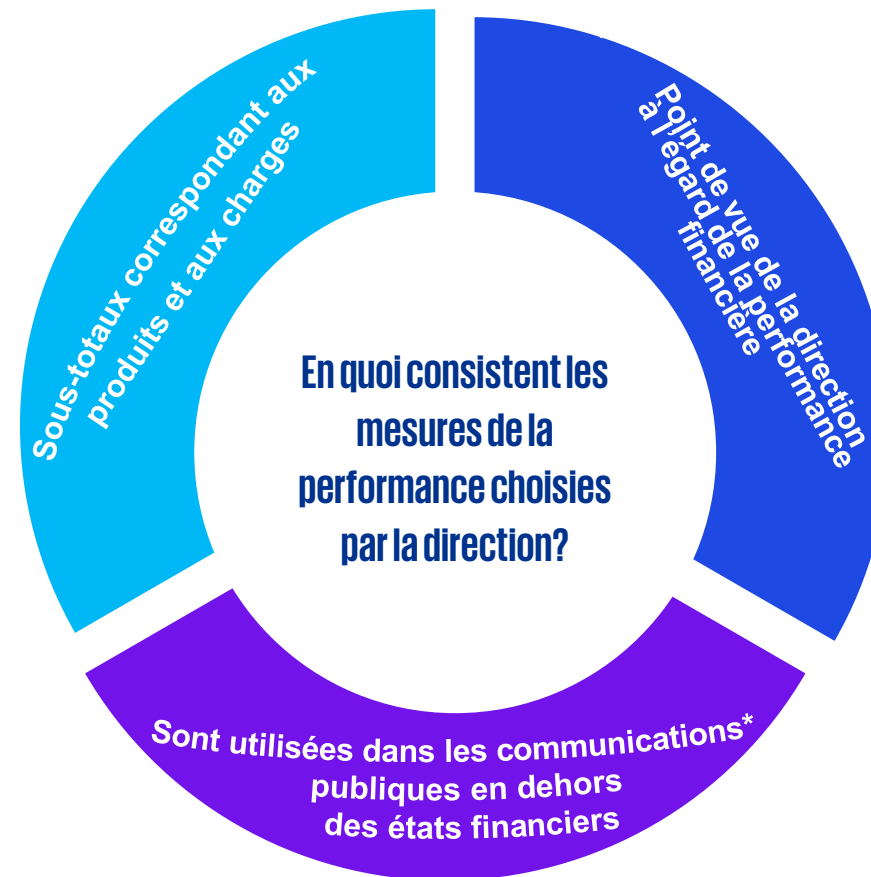 Sous-totaux correspondant aux
produits et aux charges
Point de vue de la direction
à l'égard de la performance
financière
En quoi consistent les
mesures de la
performance choisies
par la direction?
Sont utilisées dans les communications*
publiques en dehors
des états financiers